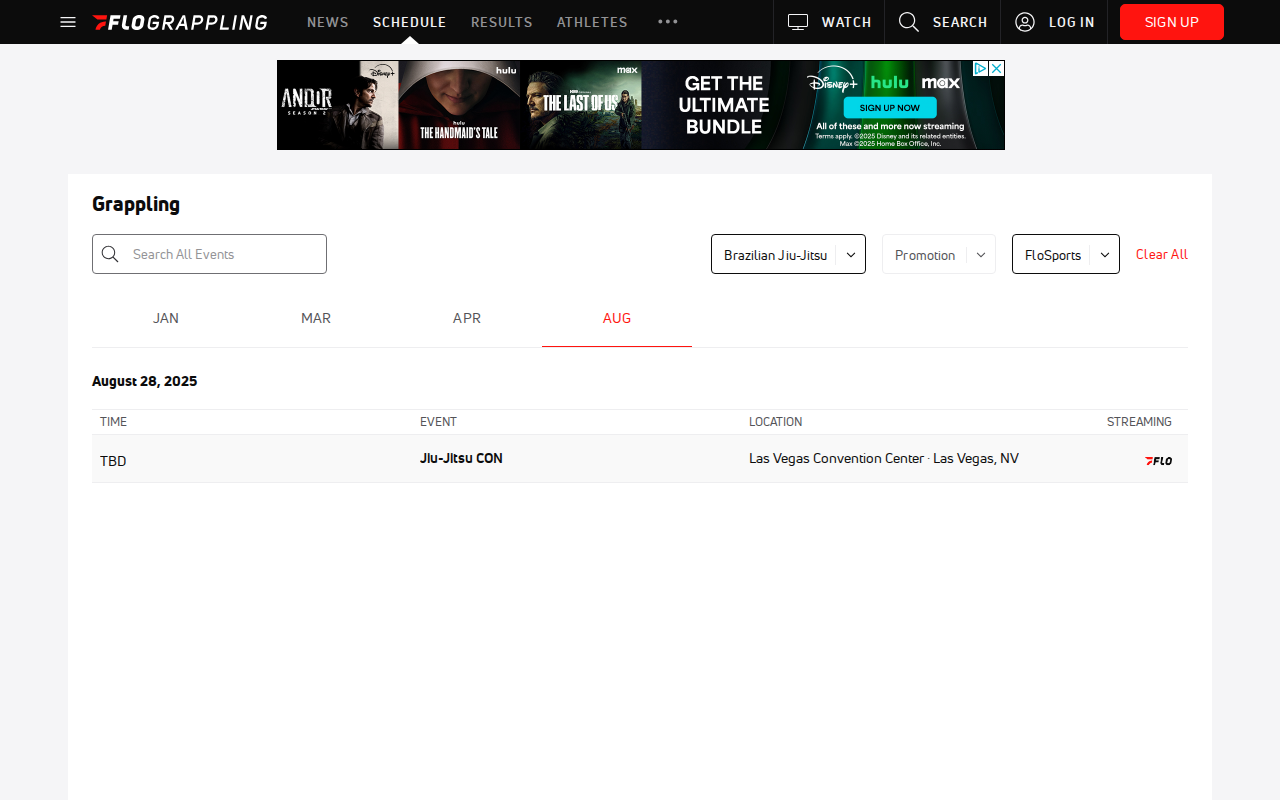 FLOGRAPPLING NEWS SCHEDULE RESULTS ATHLETES WATCH SEARCH LOG IN SIGN UP
ANDOR
SEASON 2
Disney+
hulu
hulu
THE HANDMAID'S TALE
max
THE LAST OF US
GET THE
ULTIMATE
BUNDLE
Disney+ hulu max
SIGN UP NOW
All of these and more now streaming
Terms apply. ©2025 Disney and its related entities.
Max ©2025 Home Box Office, Inc.
Grappling
Search All Events Brazilian Jiu-Jitsu Promotion FloSports Clear All
JAN MAR APR AUG
August 28, 2025
TIME EVENT LOCATION STREAMING
TBD Jiu-Jitsu CON Las Vegas Convention Center · Las Vegas, NV FLO